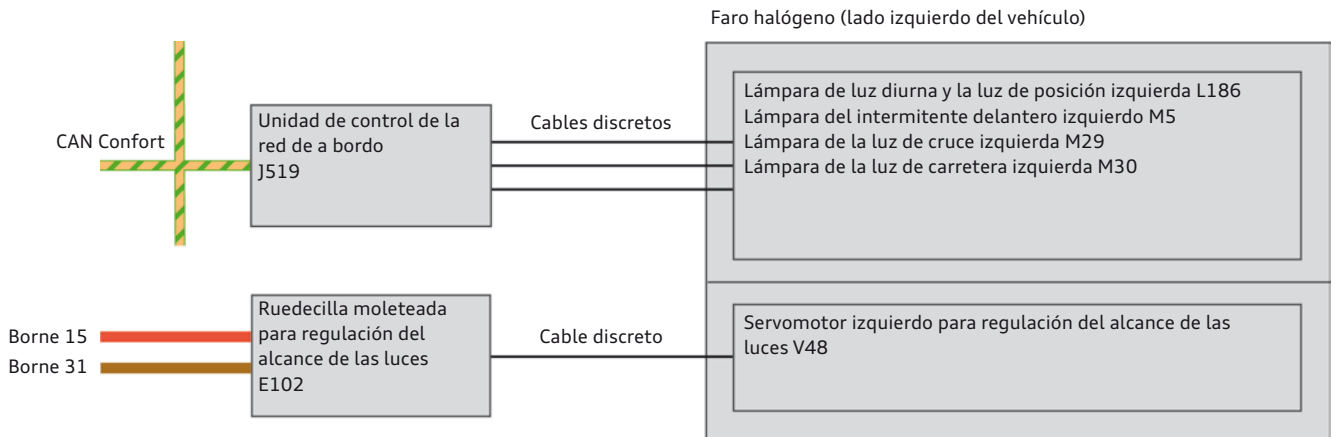 Faro halógeno (lado izquierdo del vehículo)
CAN Confort
Unidad de control de la
red de a bordo
J519
Cables discretos
Lámpara de luz diurna y la luz de posición izquierda L186
Lámpara del intermitente delantero izquierdo M5
Lámpara de la luz de cruce izquierda M29
Lámpara de la luz de carretera izquierda M30
Borne 15
Borne 31
Ruedecilla moleteada
para regulación del
alcance de las luces
E102
Cable discreto
Servomotor izquierdo para regulación del alcance de las
luces V48